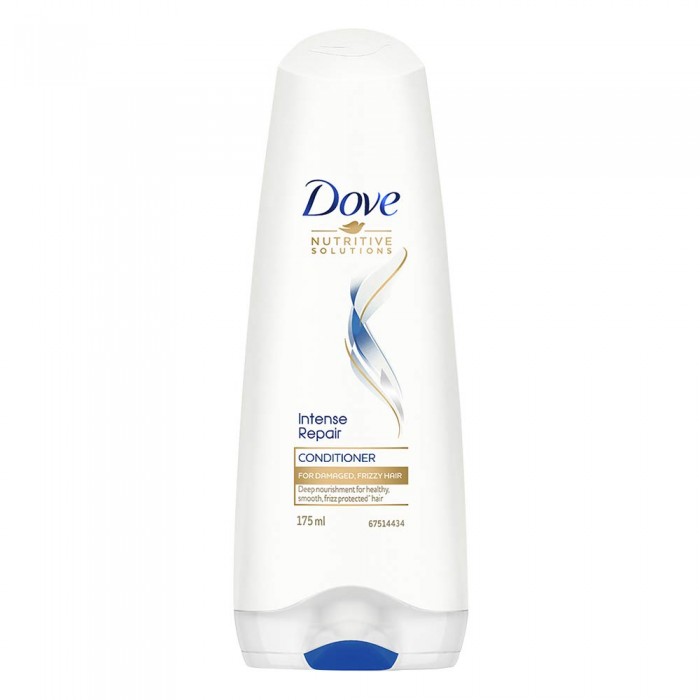 Dove
NUTRITIVE
SOLUTIONS
Intense
Repair
CONDITIONER
FOR DAMAGED, FRIZZY HAIR
Deep nourishment for healthy,
smooth, frizz protected* hair
175 ml 67514434